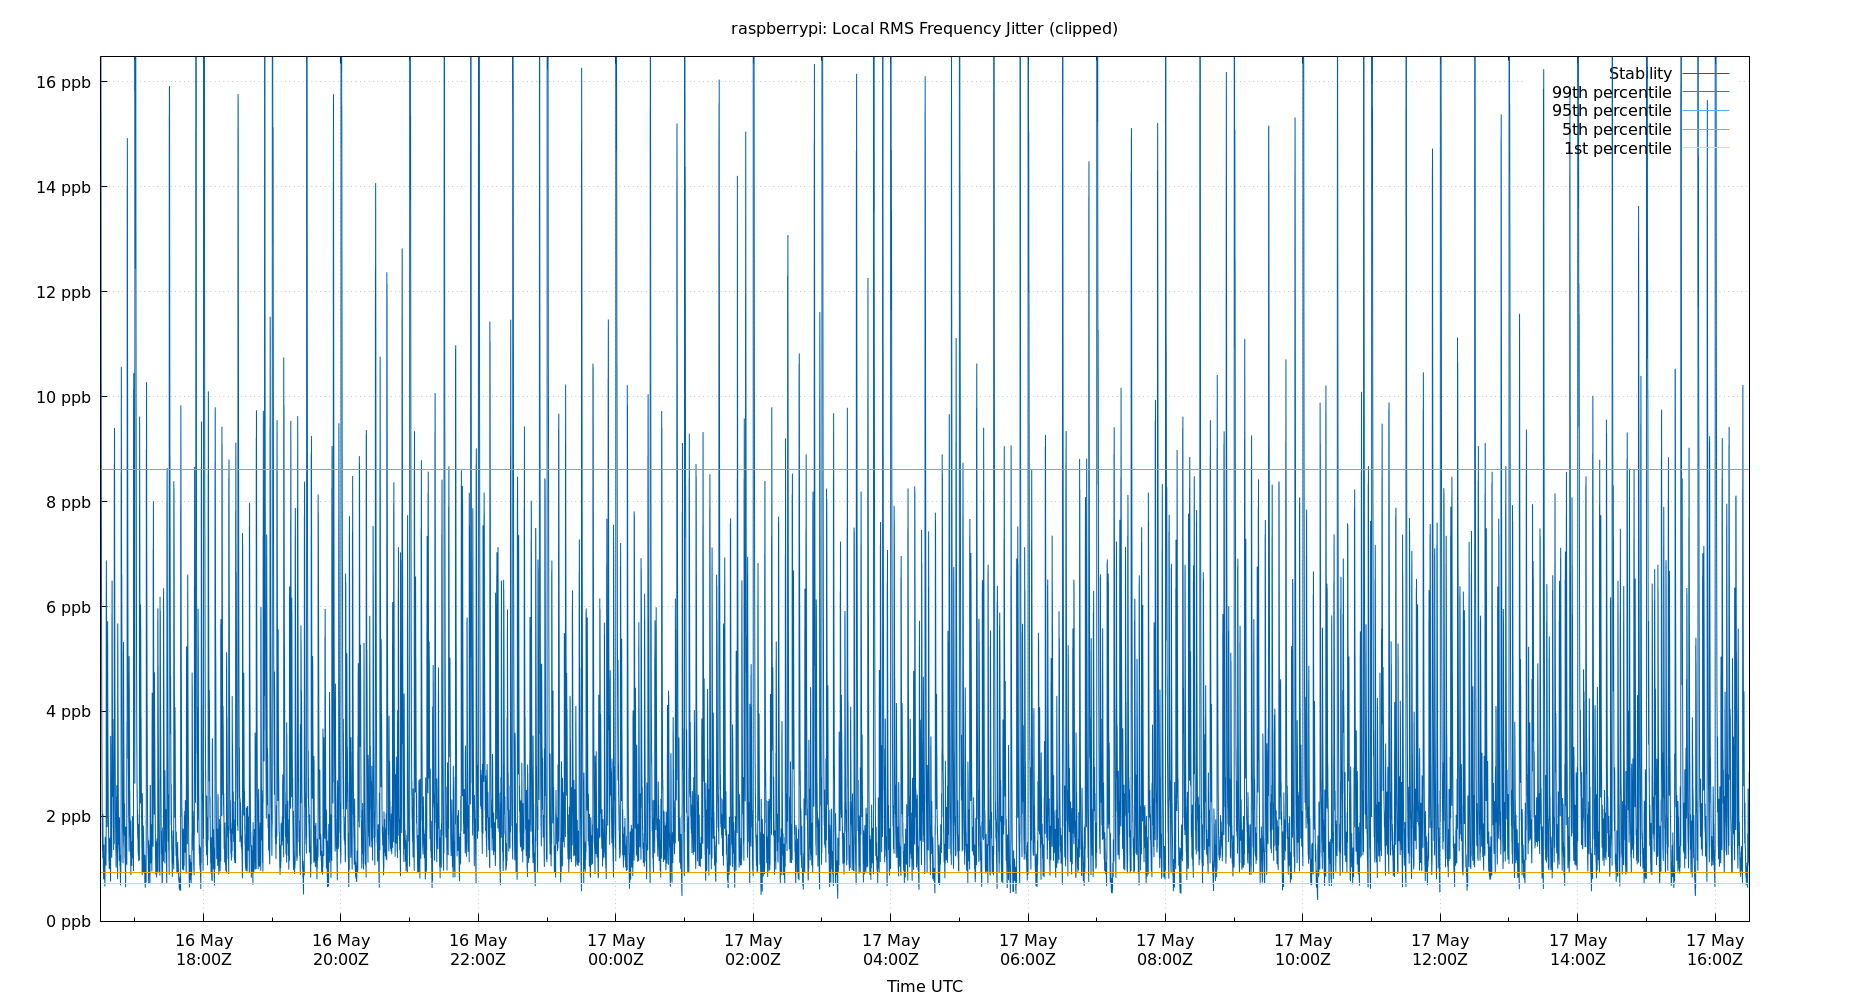 raspberrypi: Local RMS Frequency Jitter (clipped)
16 ppb
14 ppb
12 ppb
10 ppb
8 ppb
6 ppb
4 ppb
2 ppb
0 ppb
Stability
99th percentile
95th percentile
5th percentile
1st percentile
16 May 16 May 16 May 17 May 17 May 17 May 17 May 17 May 17 May 17 May 17 May 17 May
18:00Z 20:00Z 22:00Z 00:00Z 02:00Z 04:00Z 06:00Z 08:00Z 10:00Z 12:00Z 14:00Z 16:00Z
Time UTC